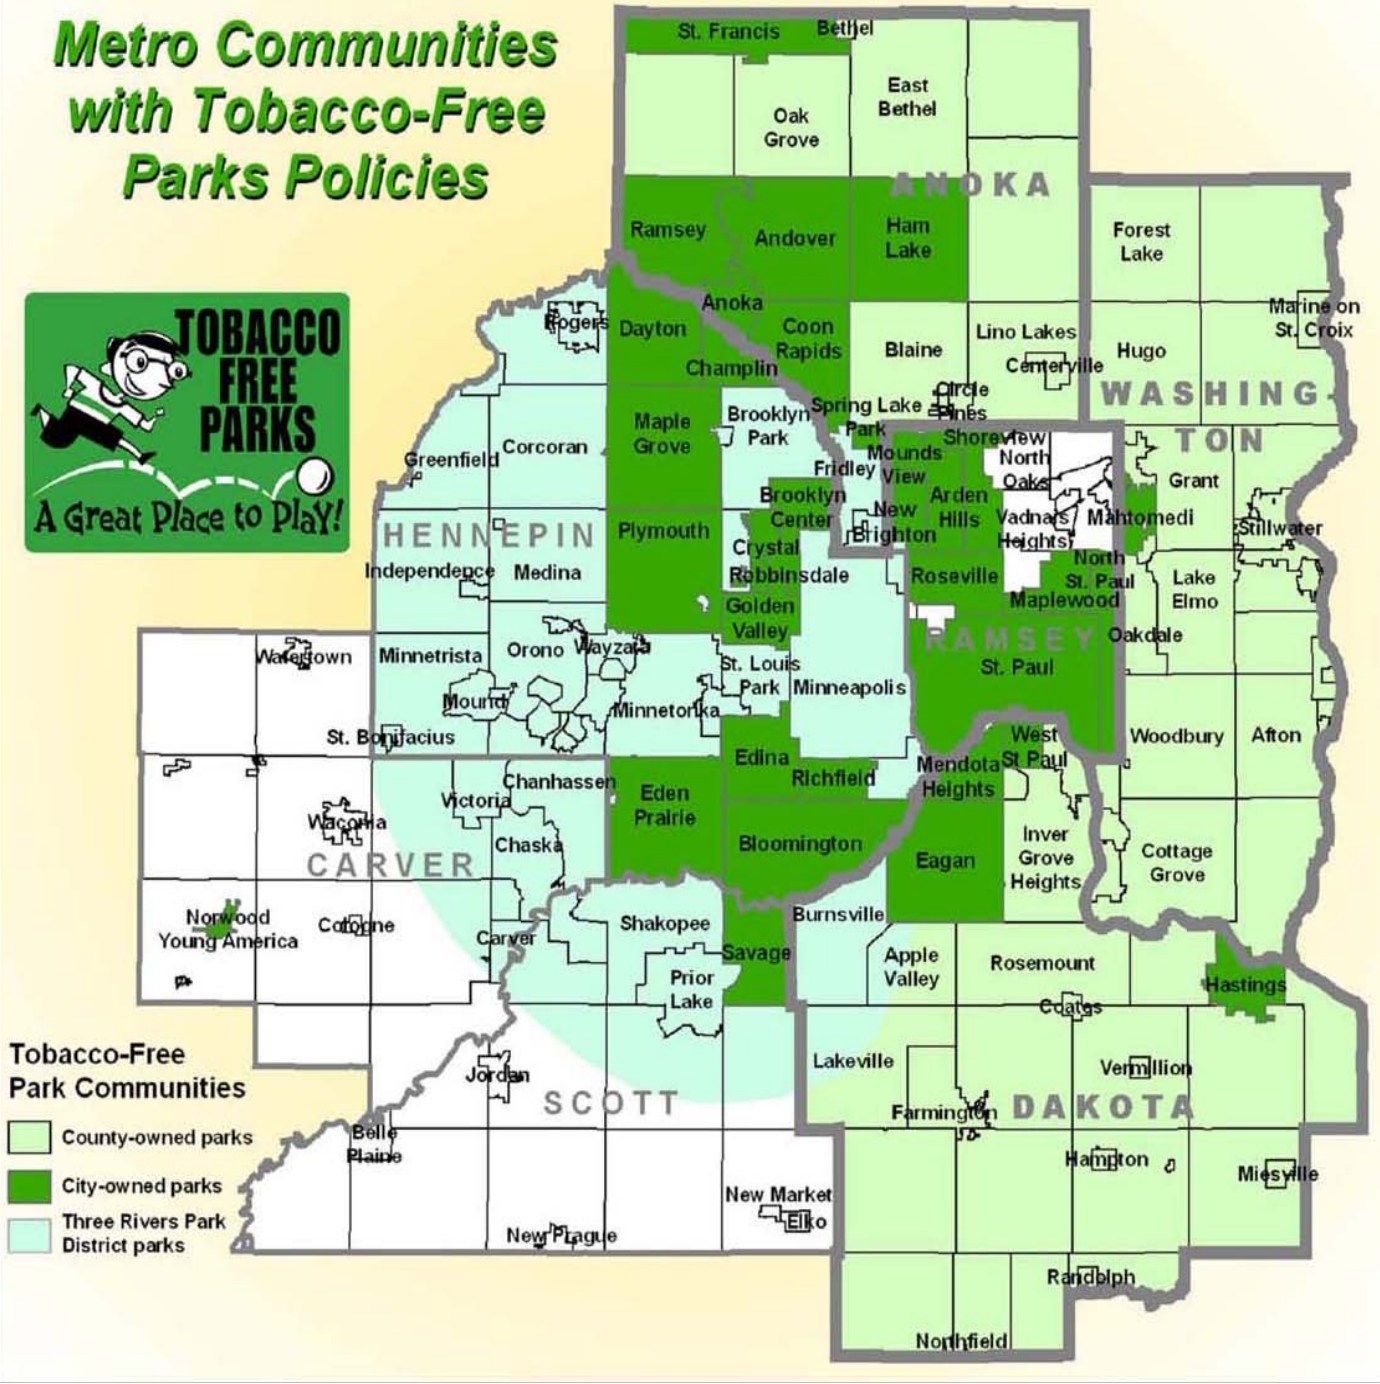 Metro Communities
with Tobacco-Free
Parks Policies
TOBACCO
FREE
PARKS
A Great Place to Play!
St. Francis
Bethel
East
Bethel
Oak
Grove
ANOKA
Ramsey
Andover
Ham
Lake
Forest
Lake
Anoka
Marine on
St. Croix
Rogers
Dayton
Coon
Rapids
Blaine
Lino Lakes
Centerville
Hugo
Champlin
WASHING-
TON
Circle
Pines
Spring Lake
Park
Maple
Grove
Brooklyn
Park
Shoreview
Mounds
View
North
Oaks
Greenfield
Corcoran
Fridley
Grant
Brooklyn
Center
Arden
Hills
New
Brighton
Vadnais
Heights
Mahtomedi
Stillwater
HENNEPIN
Plymouth
Crystal
Robbinsdale
Independence
Medina
Roseville
North
St. Paul
Maplewood
Lake
Elmo
Golden
Valley
RAMSEY
Oakdale
Watertown
Minnetrista
Orono
Wayzata
St. Louis
Park
Minneapolis
St. Paul
Mound
Minnetonka
St. Bonifacius
West
St Paul
Woodbury
Afton
Edina
Richfield
Mendota
Heights
Chanhassen
Victoria
Eden
Prairie
Waconia
Chaska
Bloomington
Eagan
Inver
Grove
Heights
Cottage
Grove
CARVER
Norwood
Young America
Cologne
Carver
Shakopee
Burnsville
Savage
Prior
Lake
Apple
Valley
Rosemount
Hastings
Coates
Tobacco-Free
Park Communities
County-owned parks
City-owned parks
Three Rivers Park
District parks
Jordan
SCOTT
Lakeville
Vermillion
Farmington
DAKOTA
Belle
Plaine
Hampton
Miesville
New Market
Elko
New Prague
Randolph
Northfield